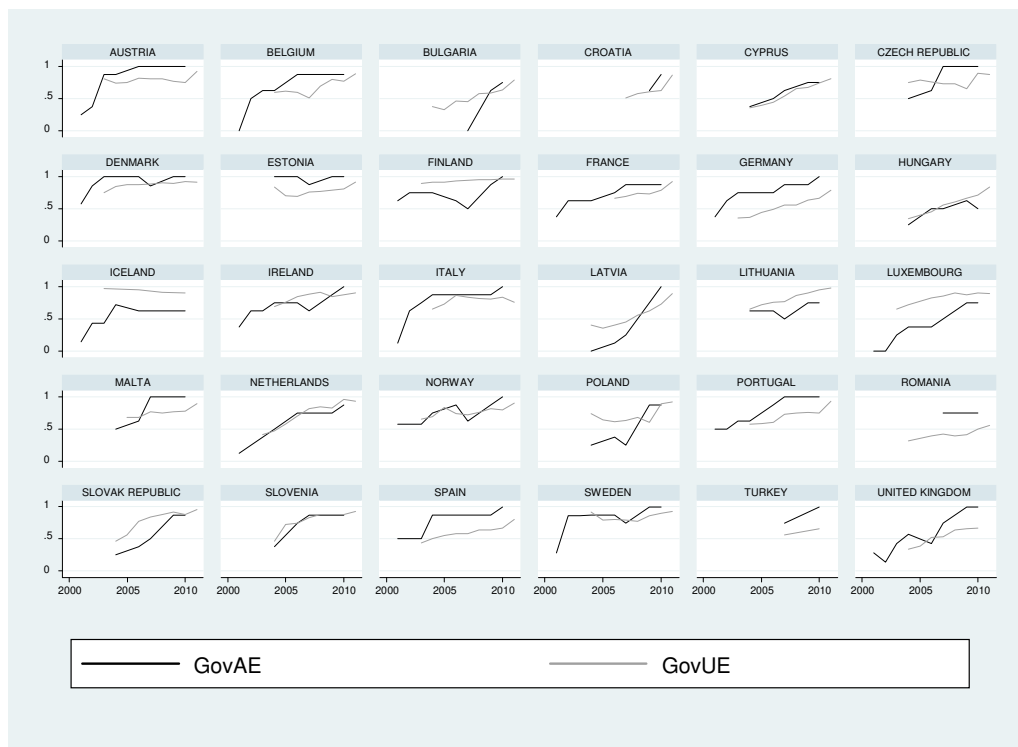 AUSTRIA BELGIUM BULGARIA CROATIA CYPRUS CZECH REPUBLIC
1
.5
0
DENMARK ESTONIA FINLAND FRANCE GERMANY HUNGARY
1
.5
0
ICELAND IRELAND ITALY LATVIA LITHUANIA LUXEMBOURG
1
.5
0
MALTA NETHERLANDS NORWAY POLAND PORTUGAL ROMANIA
1
.5
0
SLOVAK REPUBLIC SLOVENIA SPAIN SWEDEN TURKEY UNITED KINGDOM
1
.5
0
2000 2005 2010 2000 2005 2010 2000 2005 2010 2000 2005 2010 2000 2005 2010 2000 2005 2010
GovAE GovUE